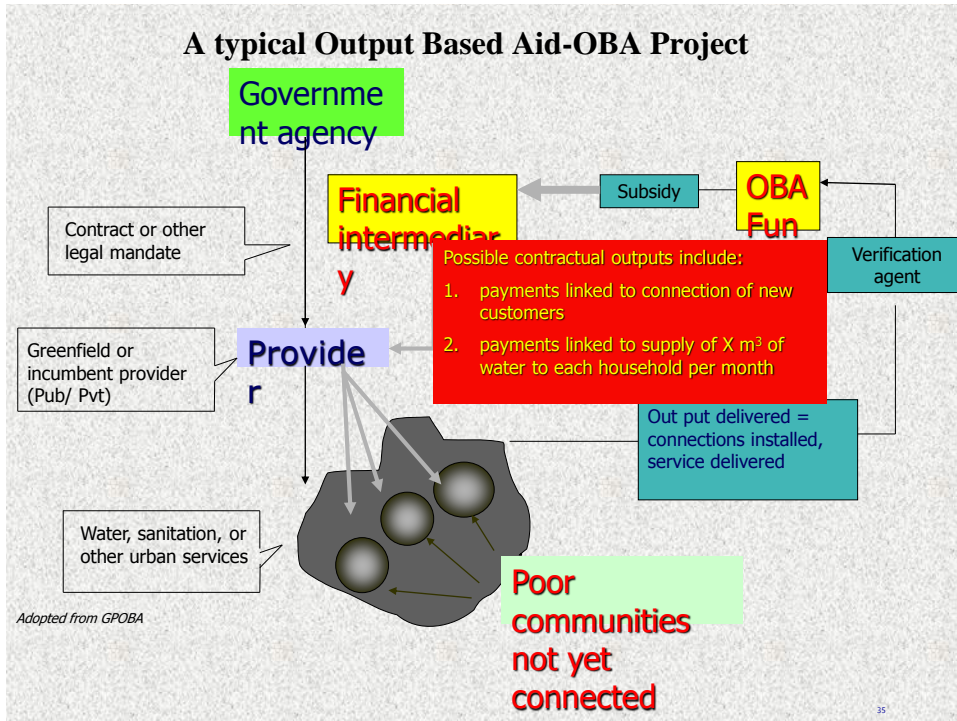 A typical Output Based Aid-OBA Project
Governme
nt agency
Financial
intermediar
y
Subsidy
OBA
Fun
Contract or other
legal mandate
Possible contractual outputs include:
1. payments linked to connection of new
customers
2. payments linked to supply of X m³ of
water to each household per month
Verification
agent
Greenfield or
incumbent provider
(Pub/ Pvt)
Provide
r
Out put delivered =
connections installed,
service delivered
Water, sanitation, or
other urban services
Poor
communities
not yet
connected
Adopted from GPOBA
35